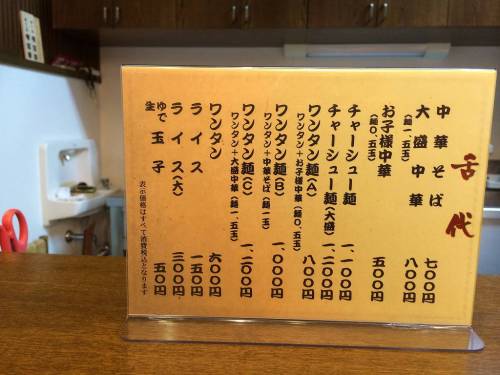 舌代
中華そば 七〇〇円
大盛中華 八〇〇円
(麺一、五玉)
お子様中華 五〇〇円
(麺〇、五玉)
チャーシュー麺 一、一〇〇円
チャーシュー麺(大盛) 一、二〇〇円
ワンタン麺(A) 八〇〇円
ワンタン+お子様中華(麺〇、五玉)
ワンタン麺(B) 一、〇〇〇円
ワンタン+中華そば(麺一玉)
ワンタン麺(C) 一、二〇〇円
ワンタン+大盛中華(麺一、五玉)
ワンタン 六〇〇円
ライス 一五〇円
ライス(大) 三〇〇円
ゆで 生 玉子 五〇円
表示価格はすべて消費税込となります